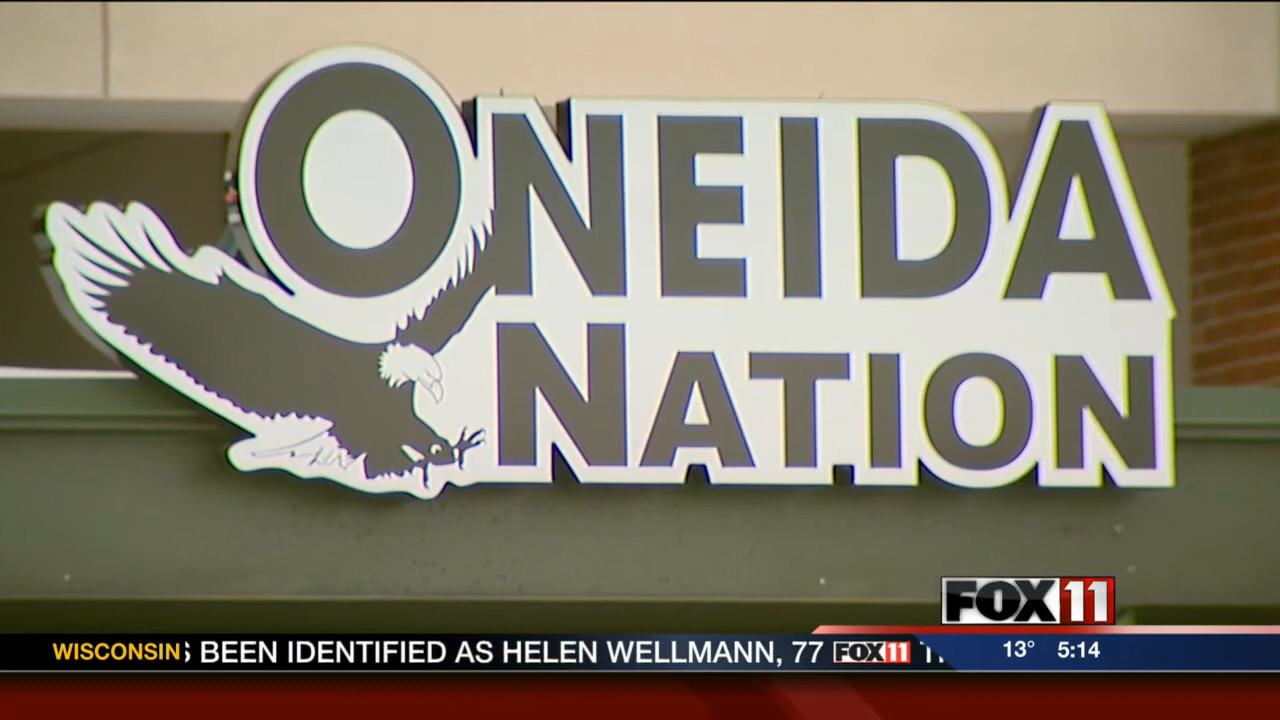 ONEIDA
NATION
FOX 11
WISCONSIN BEEN IDENTIFIED AS HELEN WELLMANN, 77 FOX 11
13° 5:14